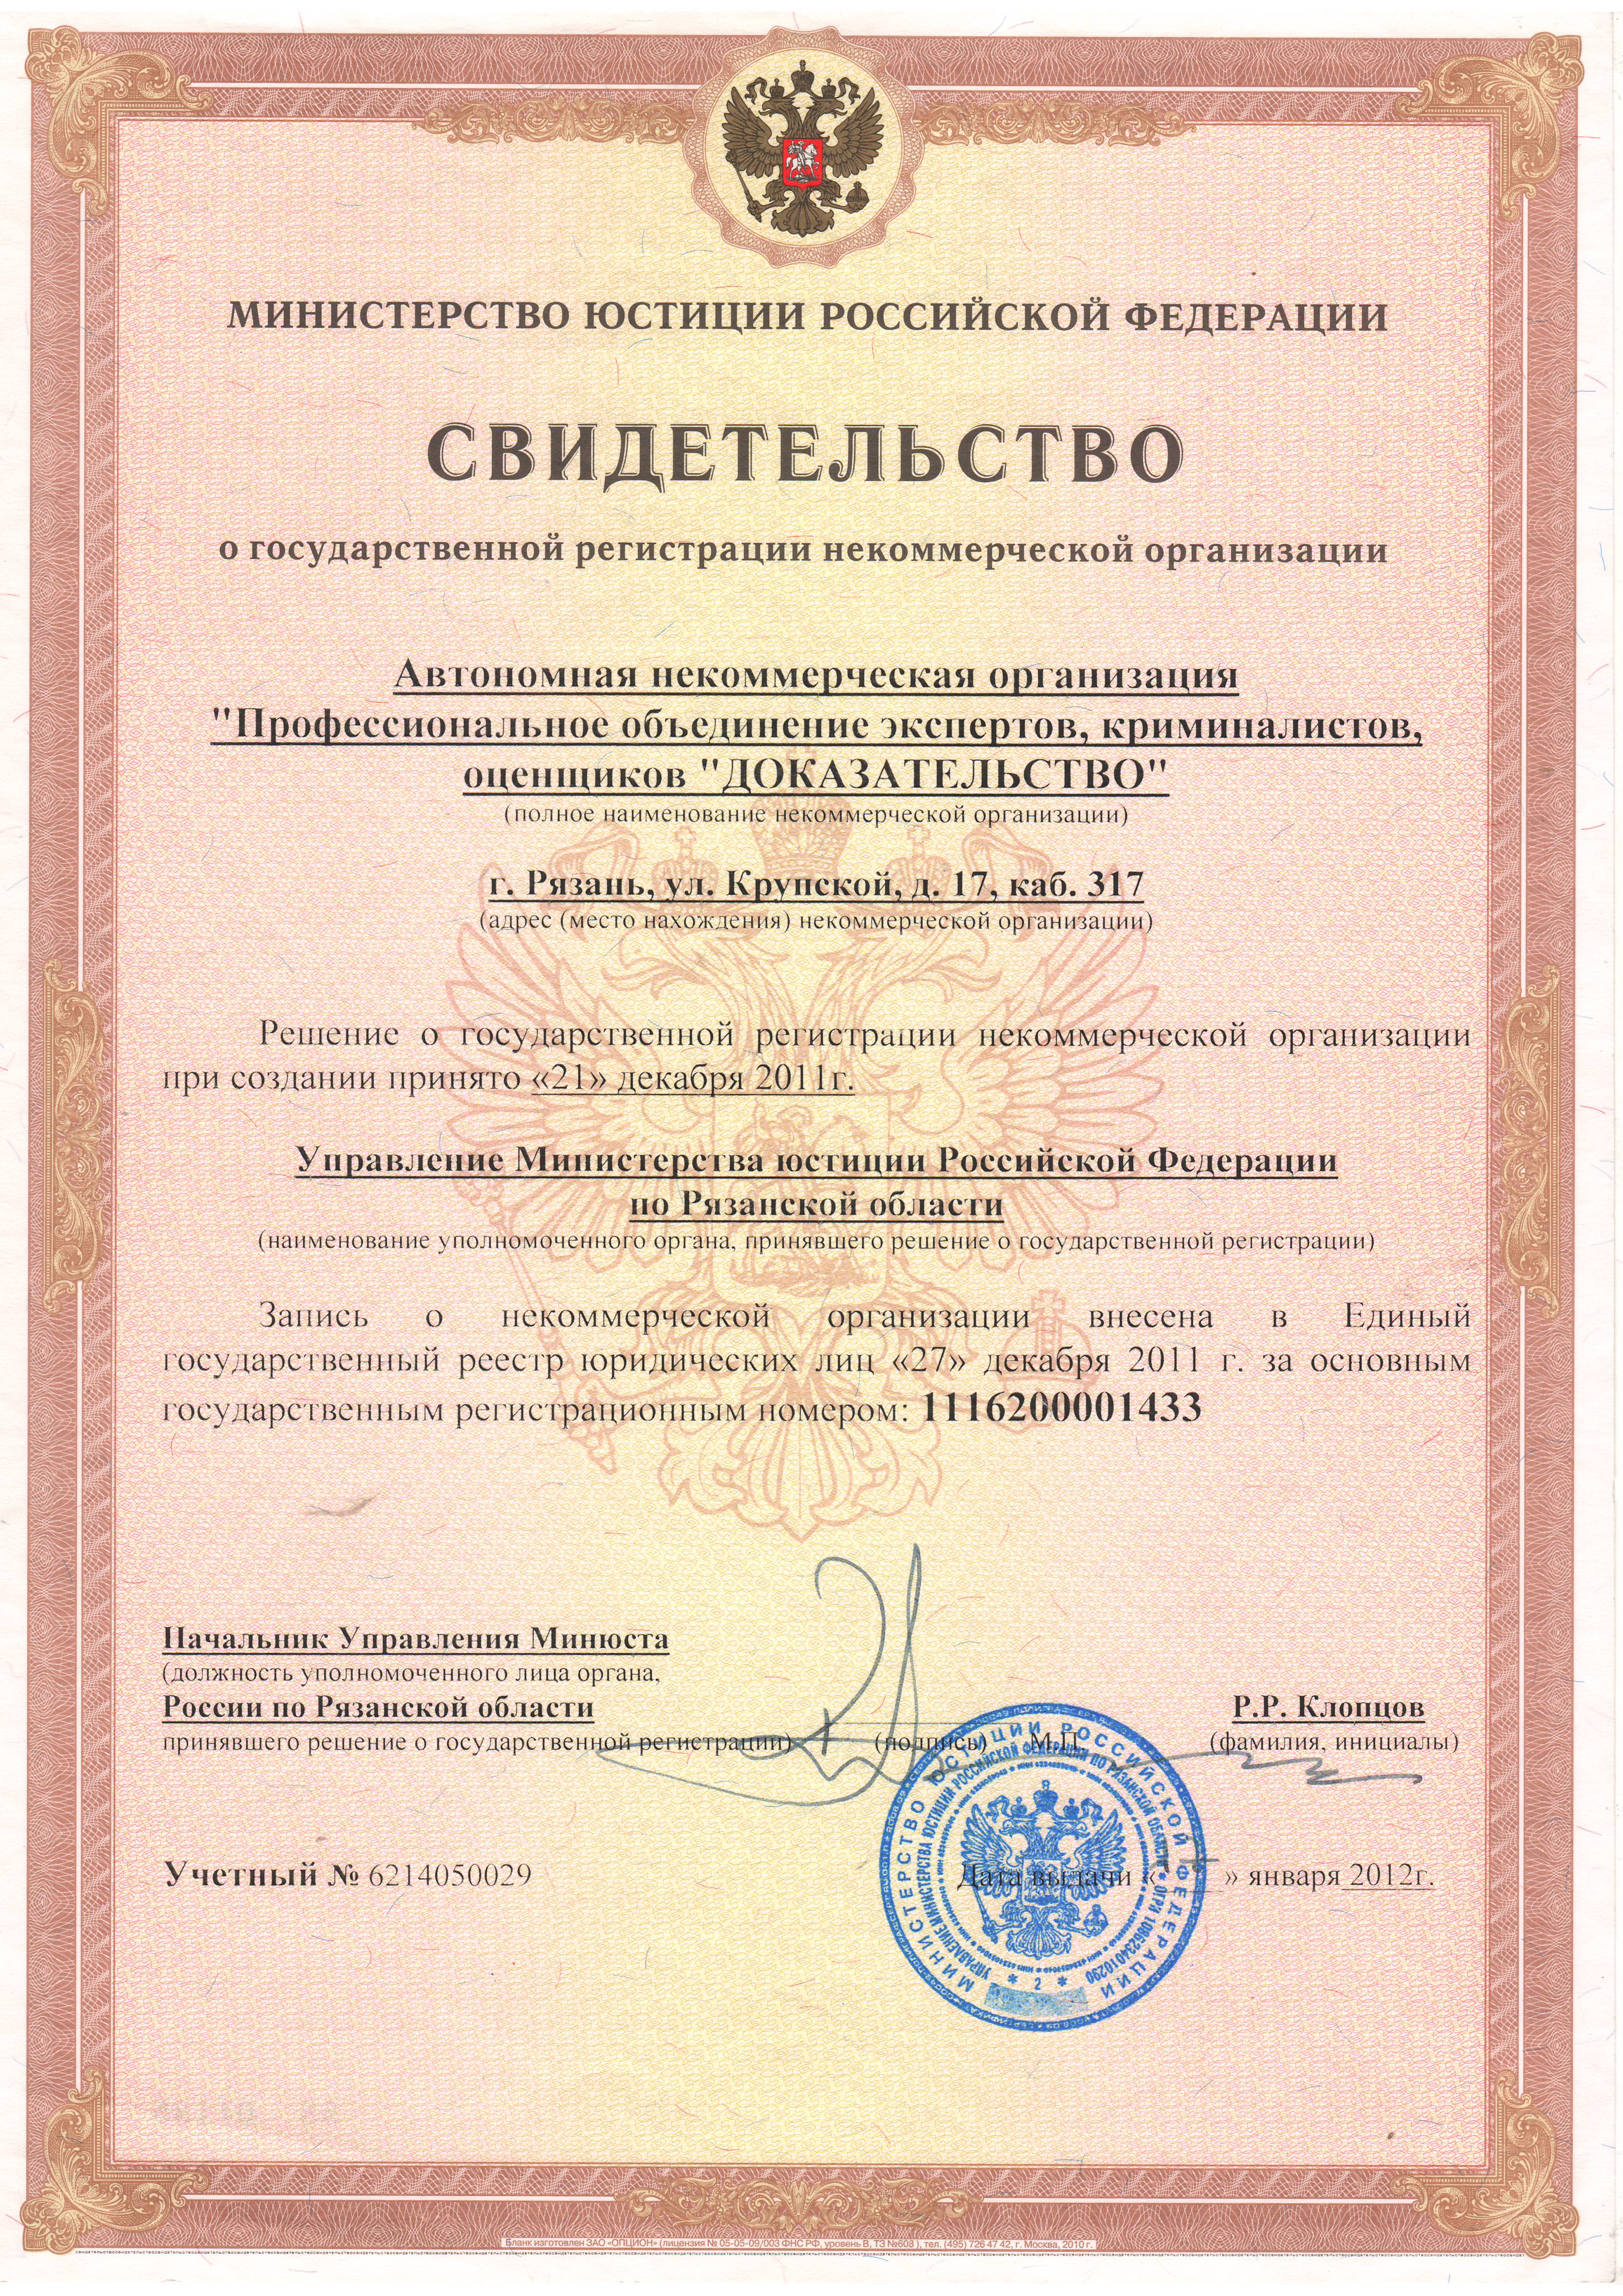 МИНИСТЕРСТВО ЮСТИЦИИ РОССИЙСКОЙ ФЕДЕРАЦИИ
СВИДЕТЕЛЬСТВО
о государственной регистрации некоммерческой организации
Автономная некоммерческая организация
"Профессиональное объединение экспертов, криминалистов,
оценщиков "ДОКАЗАТЕЛЬСТВО"
(полное наименование некоммерческой организации)
г. Рязань, ул. Крупской, д. 17, каб. 317
(адрес (место нахождения) некоммерческой организации)
Решение о государственной регистрации некоммерческой организации
при создании принято «21» декабря 2011г.
Управление Министерства юстиции Российской Федерации
по Рязанской области
(наименование уполномоченного органа, принявшего решение о государственной регистрации)
Запись о некоммерческой организации внесена в Единый
государственный реестр юридических лиц «27» декабря 2011 г. за основным
государственным регистрационным номером: 1116200001433
Начальник Управления Минюста
(должность уполномоченного лица органа,
России по Рязанской области
Р.Р. Клопцов
принявшего решение о государственной регистрации)
(подпись) М.П.
(фамилия, инициалы)
МИНИСТЕРСТВО ЮСТИЦИИ РОССИЙСКОЙ ФЕДЕРАЦИИ
УПРАВЛЕНИЕ МИНИСТЕРСТВА ЮСТИЦИИ РОССИЙСКОЙ ФЕДЕРАЦИИ ПО РЯЗАНСКОЙ ОБЛАСТИ * ОГРН 1086234010290
* 2 *
Учетный № 6214050029
Дата выдачи « » января 2012г.
Бланк изготовлен ЗАО «ОПЦИОН» (лицензия № 05-05-09/003 ФНС РФ, уровень В, ТЗ №608 ), тел. (495) 726 47 42, г. Москва, 2010 г.